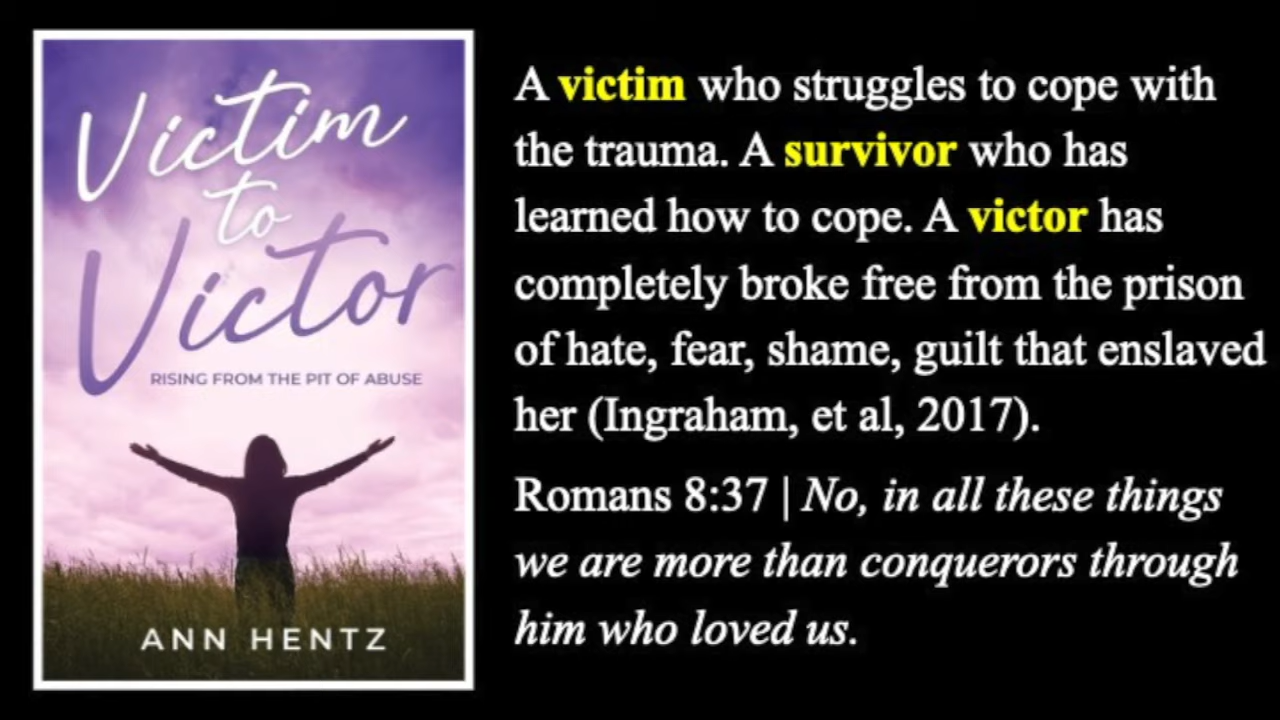 Victim
to
Victor
RISING FROM THE PIT OF ABUSE
ANN HENTZ
A victim who struggles to cope with
the trauma. A survivor who has
learned how to cope. A victor has
completely broke free from the prison
of hate, fear, shame, guilt that enslaved
her (Ingraham, et al, 2017).
Romans 8:37 | No, in all these things
we are more than conquerors through
him who loved us.